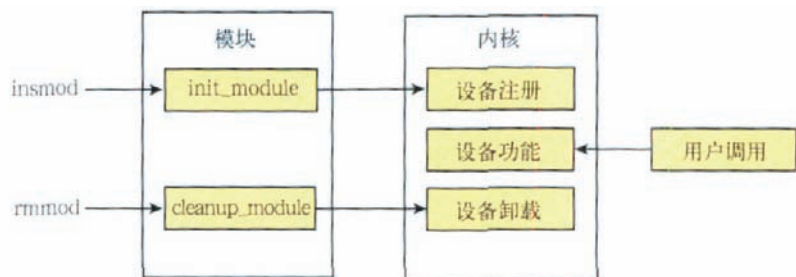 模块
内核
insmod
init_module
设备注册
设备功能
用户调用
rmmod
cleanup_module
设备卸载